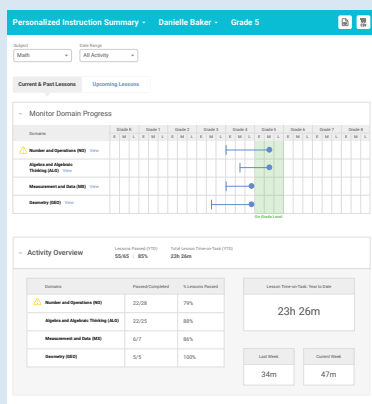 Personalized Instruction Summary - Danielle Baker - Grade 5
Subject
Date Range
Math
All Activity
Current & Past Lessons
Upcoming Lessons
Monitor Domain Progress
Domains
Grade 0 Grade 1 Grade 2 Grade 3 Grade 4 Grade 5 Grade 6 Grade 7 Grade 8
E M L E M L E M L E M L E M L E M L E M L E M L E M L
Number and Operations (NO) View
Algebra and Algebraic
Thinking (ALG) View
Measurement and Data (MS) View
Geometry (GEO) View
On Grade Level
Activity Overview
Lessons Passed (YTD)
55/65 | 85%
Total Lesson Time-on-Task (YTD)
23h 26m
Domains Passed/Completed % Lessons Passed
Number and Operations (NO) 22/28 79%
Algebra and Algebraic Thinking (ALG) 22/25 88%
Measurement and Data (MS) 6/7 86%
Geometry (GEO) 5/5 100%
Lesson Time-on-Task: Year to Date
23h 26m
Last Week
34m
Current Week
47m